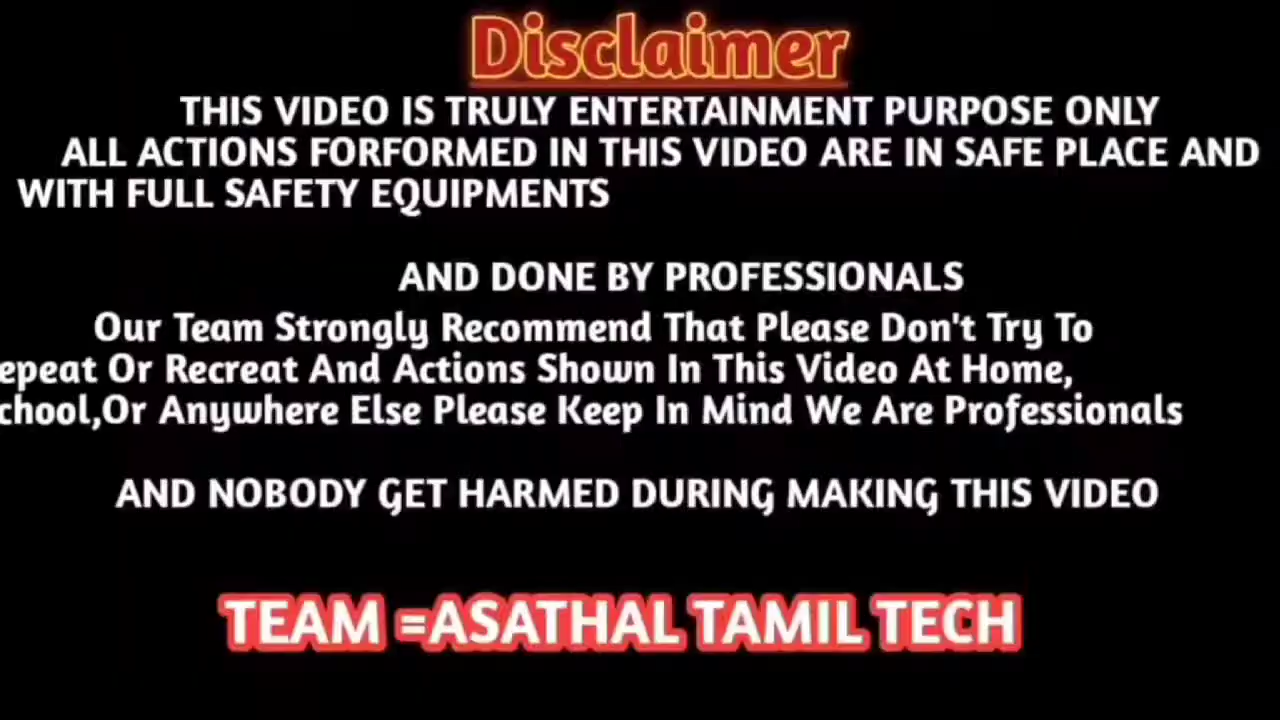 Disclaimer
THIS VIDEO IS TRULY ENTERTAINMENT PURPOSE ONLY
ALL ACTIONS FORFORMED IN THIS VIDEO ARE IN SAFE PLACE AND
WITH FULL SAFETY EQUIPMENTS
AND DONE BY PROFESSIONALS
Our Team Strongly Recommend That Please Don't Try To
epeat Or Recreat And Actions Shown In This Video At Home,
chool,Or Anywhere Else Please Keep In Mind We Are Professionals
AND NOBODY GET HARMED DURING MAKING THIS VIDEO
TEAM =ASATHAL TAMIL TECH